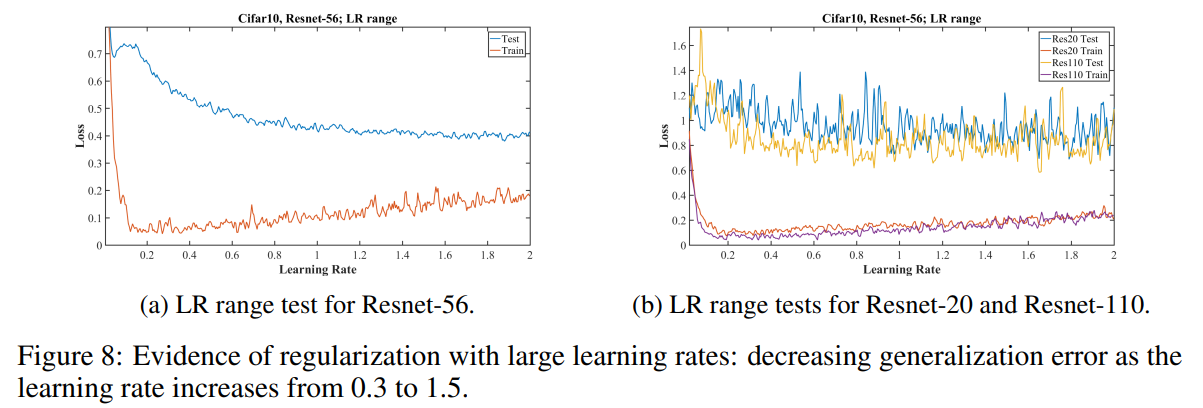 Cifar10, Resnet-56; LR range
Test
Train
Loss
0.7
0.6
0.5
0.4
0.3
0.2
0.1
0
0.2
0.4
0.6
0.8
1
1.2
1.4
1.6
1.8
2
Learning Rate
(a) LR range test for Resnet-56.
Cifar10, Resnet-56; LR range
Res20 Test
Res20 Train
Res110 Test
Res110 Train
Loss
1.6
1.4
1.2
1
0.8
0.6
0.4
0.2
0
0.2
0.4
0.6
0.8
1
1.2
1.4
1.6
1.8
2
Learning Rate
(b) LR range tests for Resnet-20 and Resnet-110.
Figure 8: Evidence of regularization with large learning rates: decreasing generalization error as the
learning rate increases from 0.3 to 1.5.